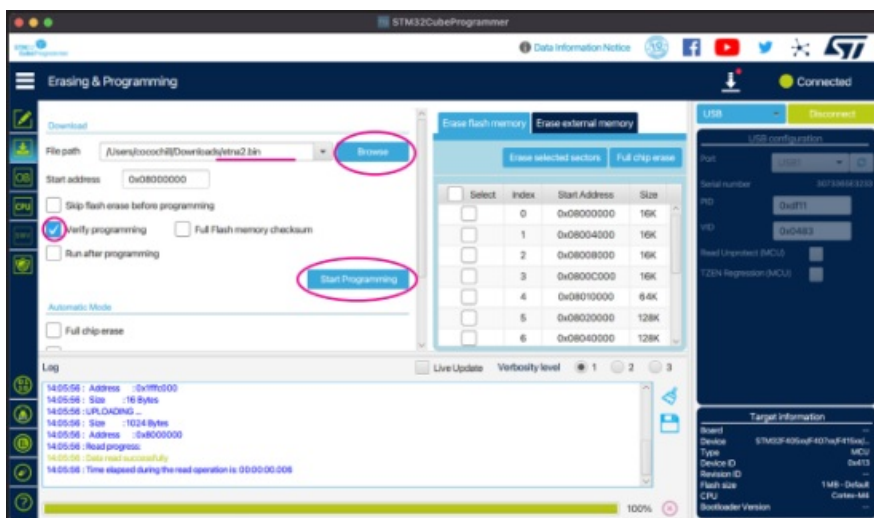 STM32CubeProgrammer
Data Information Notice
ST
Erasing & Programming
Connected
Download
File path /Users/cocochill/Downloads/etna2.bin Browse
Start address 0x08000000
Skip flash erase before programming
Verify programming Full Flash memory checksum
Run after programming
Start Programming
Automatic Mode
Full chip erase
Erase flash memory Erase external memory
Erase selected sectors Full chip erase
Select Index Start Address Size
0 0x08000000 16K
1 0x08004000 16K
2 0x08008000 16K
3 0x0800C000 16K
4 0x08010000 64K
5 0x08020000 128K
6 0x08040000 128K
USB Disconnect
USB configuration
Port USB1
Serial number
PID 0xdf11
VID 0x0483
Read Unprotect (MCU)
TZEN Regression (MCU)
OB
CPU
Log Live Update Verbosity level 1 2 3
14:05:56 : Address : 0x1fffc000
14:05:56 : Size : 16 Bytes
14:05:56 : UPLOADING ...
14:05:56 : Size : 1024 Bytes
14:05:56 : Address : 0x8000000
14:05:56 : Read progress:
14:05:56 : Data read successfully
14:05:56 : Time elapsed during the read operation is: 00:00:00.006
100%
Target information
Board --
Device STM32F405xx/F407xx/F415xx/...
Type MCU
Device ID 0x413
Revision ID --
Flash size 1 MB - Default
CPU Cortex-M4
Bootloader Version --